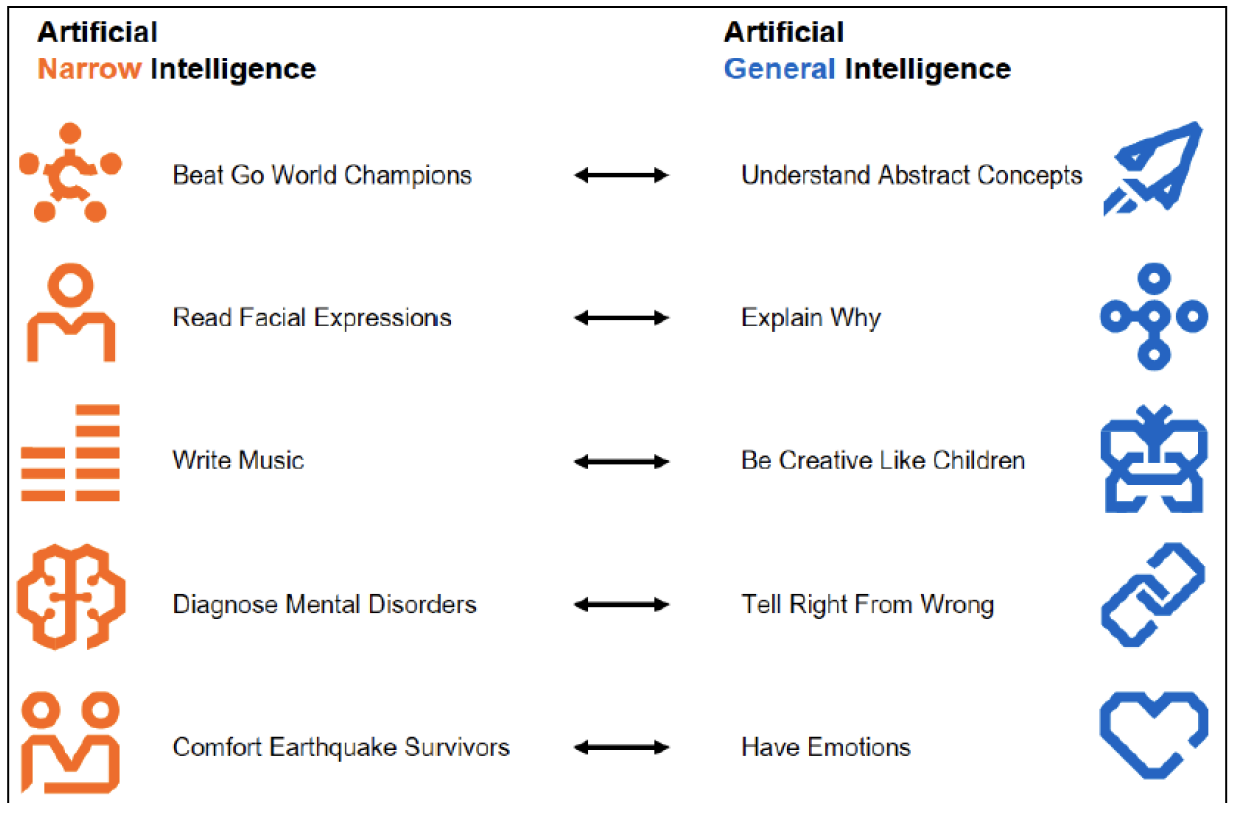 Artificial
Narrow Intelligence
Artificial
General Intelligence
Beat Go World Champions
Understand Abstract Concepts
Read Facial Expressions
Explain Why
Write Music
Be Creative Like Children
Diagnose Mental Disorders
Tell Right From Wrong
Comfort Earthquake Survivors
Have Emotions